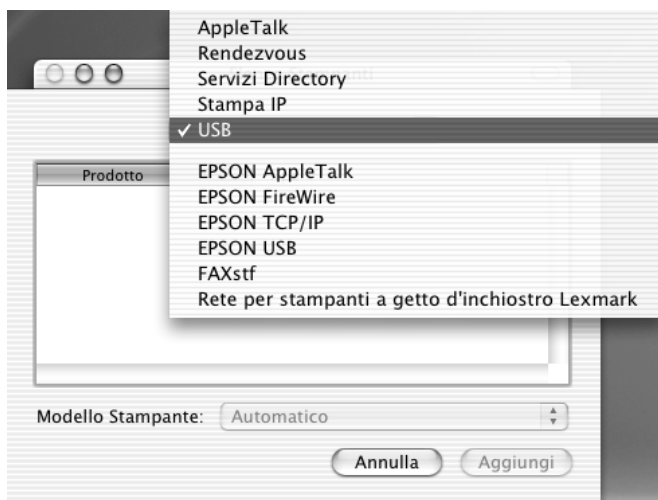 AppleTalk
Rendezvous
Servizi Directory
Stampa IP
✓ USB
EPSON AppleTalk
EPSON FireWire
EPSON TCP/IP
EPSON USB
FAXstf
Rete per stampanti a getto d'inchiostro Lexmark
Prodotto
Modello Stampante: Automatico
Annulla Aggiungi